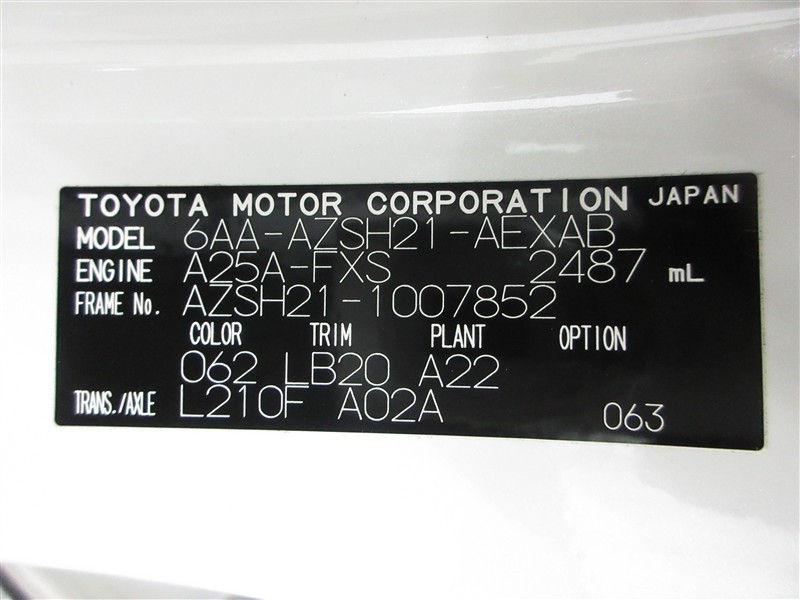 TOYOTA MOTOR CORPORATION JAPAN
MODEL 6AA-AZSH21-AEXAB
ENGINE A25A-FXS 2487 mL
FRAME No. AZSH21-1007852
COLOR TRIM PLANT OPTION
062 LB20 A22
TRANS./AXLE L210F A02A 063